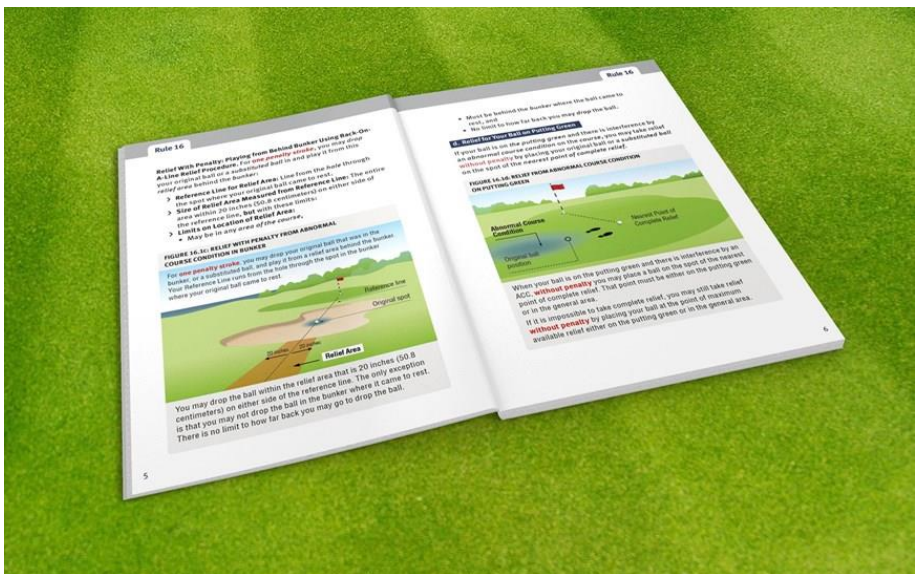 Rule 16
Relief With Penalty: Playing from Behind Bunker Using Back-On-
A-Line Relief Procedure. For one penalty stroke, you may drop
your original ball or a substituted ball in and play it from this
relief area behind the bunker:
> Reference Line for Relief Area: Line from the hole through
the spot where your original ball came to rest.
> Size of Relief Area Measured from Reference Line: The entire
area within 20 inches (50.8 centimeters) on either side of
the reference line, but with these limits:
> Limits on Location of Relief Area:
• May be in any area of the course,
FIGURE 16.1c: RELIEF WITH PENALTY FROM ABNORMAL
COURSE CONDITION IN BUNKER
For one penalty stroke, you may drop your original ball that was in the
bunker, or a substituted ball, and play it from a relief area behind the bunker
Your Reference Line runs from the hole through the spot in the bunker
where your original ball came to rest.
Reference line
Original spot
20 inches 20 inches
Relief Area
You may drop the ball within the relief area that is 20 inches (50.8
centimeters) on either side of the reference line. The only exception
is that you may not drop the ball in the bunker where it came to rest.
There is no limit to how far back you may go to drop the ball.
5
Rule 16
• Must be behind the bunker where the ball came to
rest, and
• No limit to how far back you may drop the ball.
d. Relief for Your Ball on Putting Green
If your ball is on the putting green and there is interference by
an abnormal course condition on the course, you may take relief
without penalty by placing your original ball or a substituted ball
on the spot of the nearest point of complete relief.
FIGURE 16.1d: RELIEF FROM ABNORMAL COURSE CONDITION
ON PUTTING GREEN
Abnormal Course
Condition
Nearest Point of
Complete Relief
Original ball
position
When your ball is on the putting green and there is interference by an
ACC, without penalty you may place a ball on the spot of the nearest
point of complete relief. That point must be either on the putting green
or in the general area.
If it is impossible to take complete relief, you may still take relief
without penalty by placing your ball at the point of maximum
available relief either on the putting green or in the general area.
6